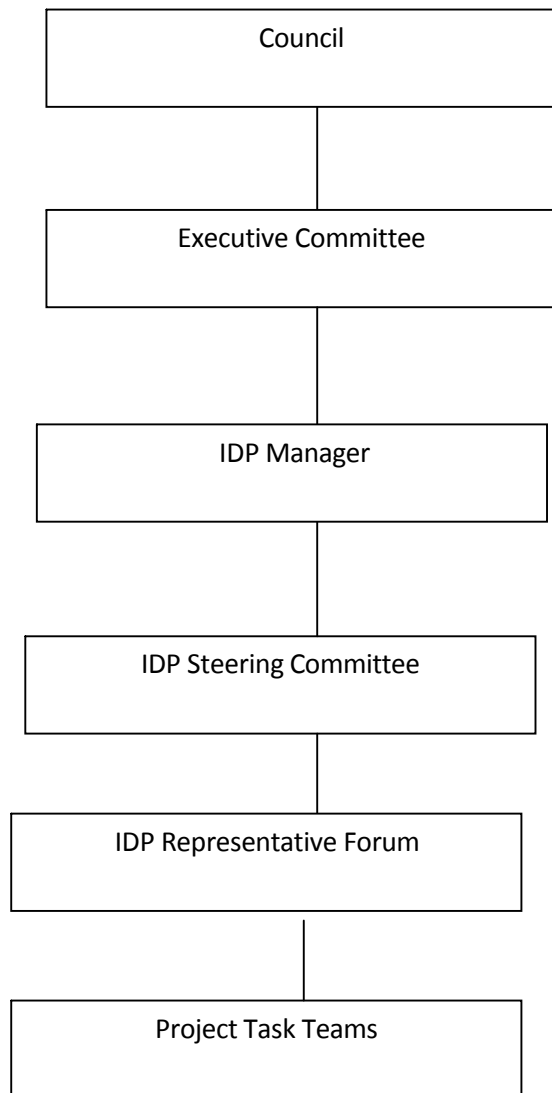 Council
Executive Committee
IDP Manager
IDP Steering Committee
IDP Representative Forum
Project Task Teams